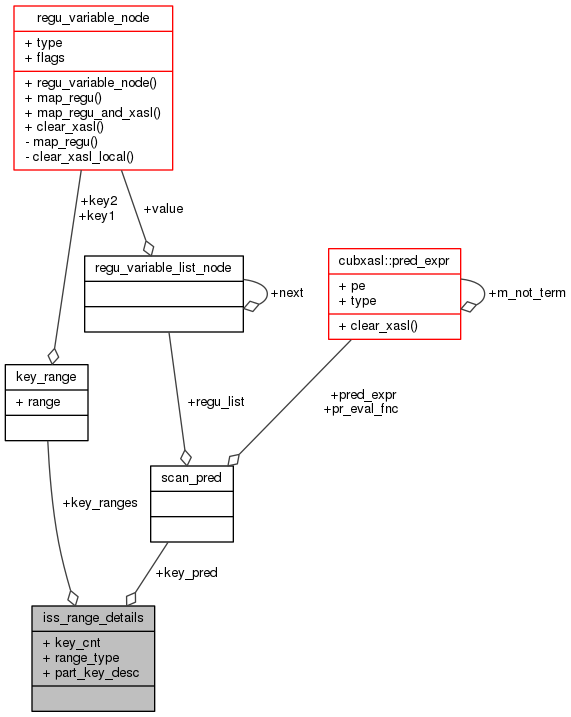 regu_variable_node
+ type
+ flags
+ regu_variable_node()
+ map_regu()
+ map_regu_and_xasl()
+ clear_xasl()
- map_regu()
- clear_xasl_local()
+key2
+key1
+value
regu_variable_list_node
+next
cubxasl::pred_expr
+ pe
+ type
+ clear_xasl()
+m_not_term
key_range
+ range
+regu_list
+pred_expr
+pr_eval_fnc
scan_pred
+key_ranges
+key_pred
iss_range_details
+ key_cnt
+ range_type
+ part_key_desc